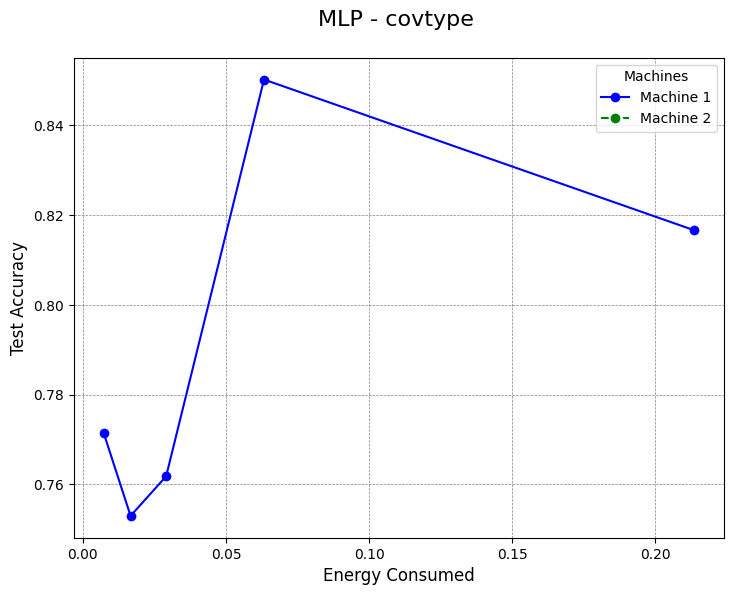 MLP - covtype
Machines
Machine 1
Machine 2
Test Accuracy
0.84
0.82
0.80
0.78
0.76
0.00
0.05
0.10
0.15
0.20
Energy Consumed